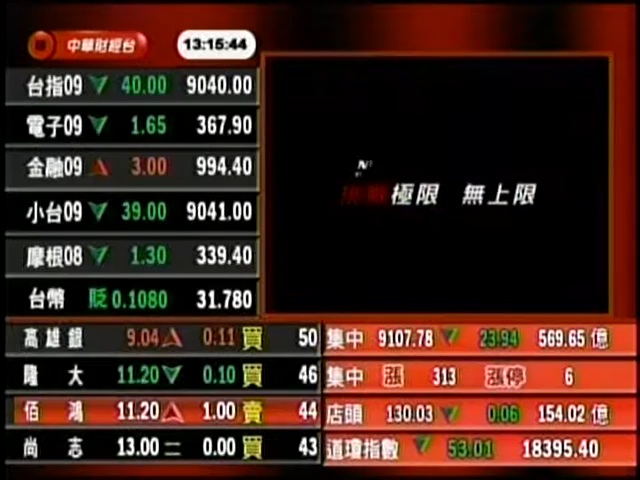 中華財經台 13:15:44
台指09 40.00 9040.00
電子09 1.65 367.90
金融09 3.00 994.40
小台09 39.00 9041.00
摩根08 1.30 339.40
台幣 貶 0.1080 31.780
極限 無上限
高雄銀 9.04 0.11 買 50
隆大 11.20 0.10 買 46
佰鴻 11.20 1.00 賣 44
尚志 13.00 0.00 買 43
集中 9107.78 23.94 569.65 億
集中 漲 313 漲停 6
店頭 130.03 0.06 154.02 億
道瓊指數 53.01 18395.40